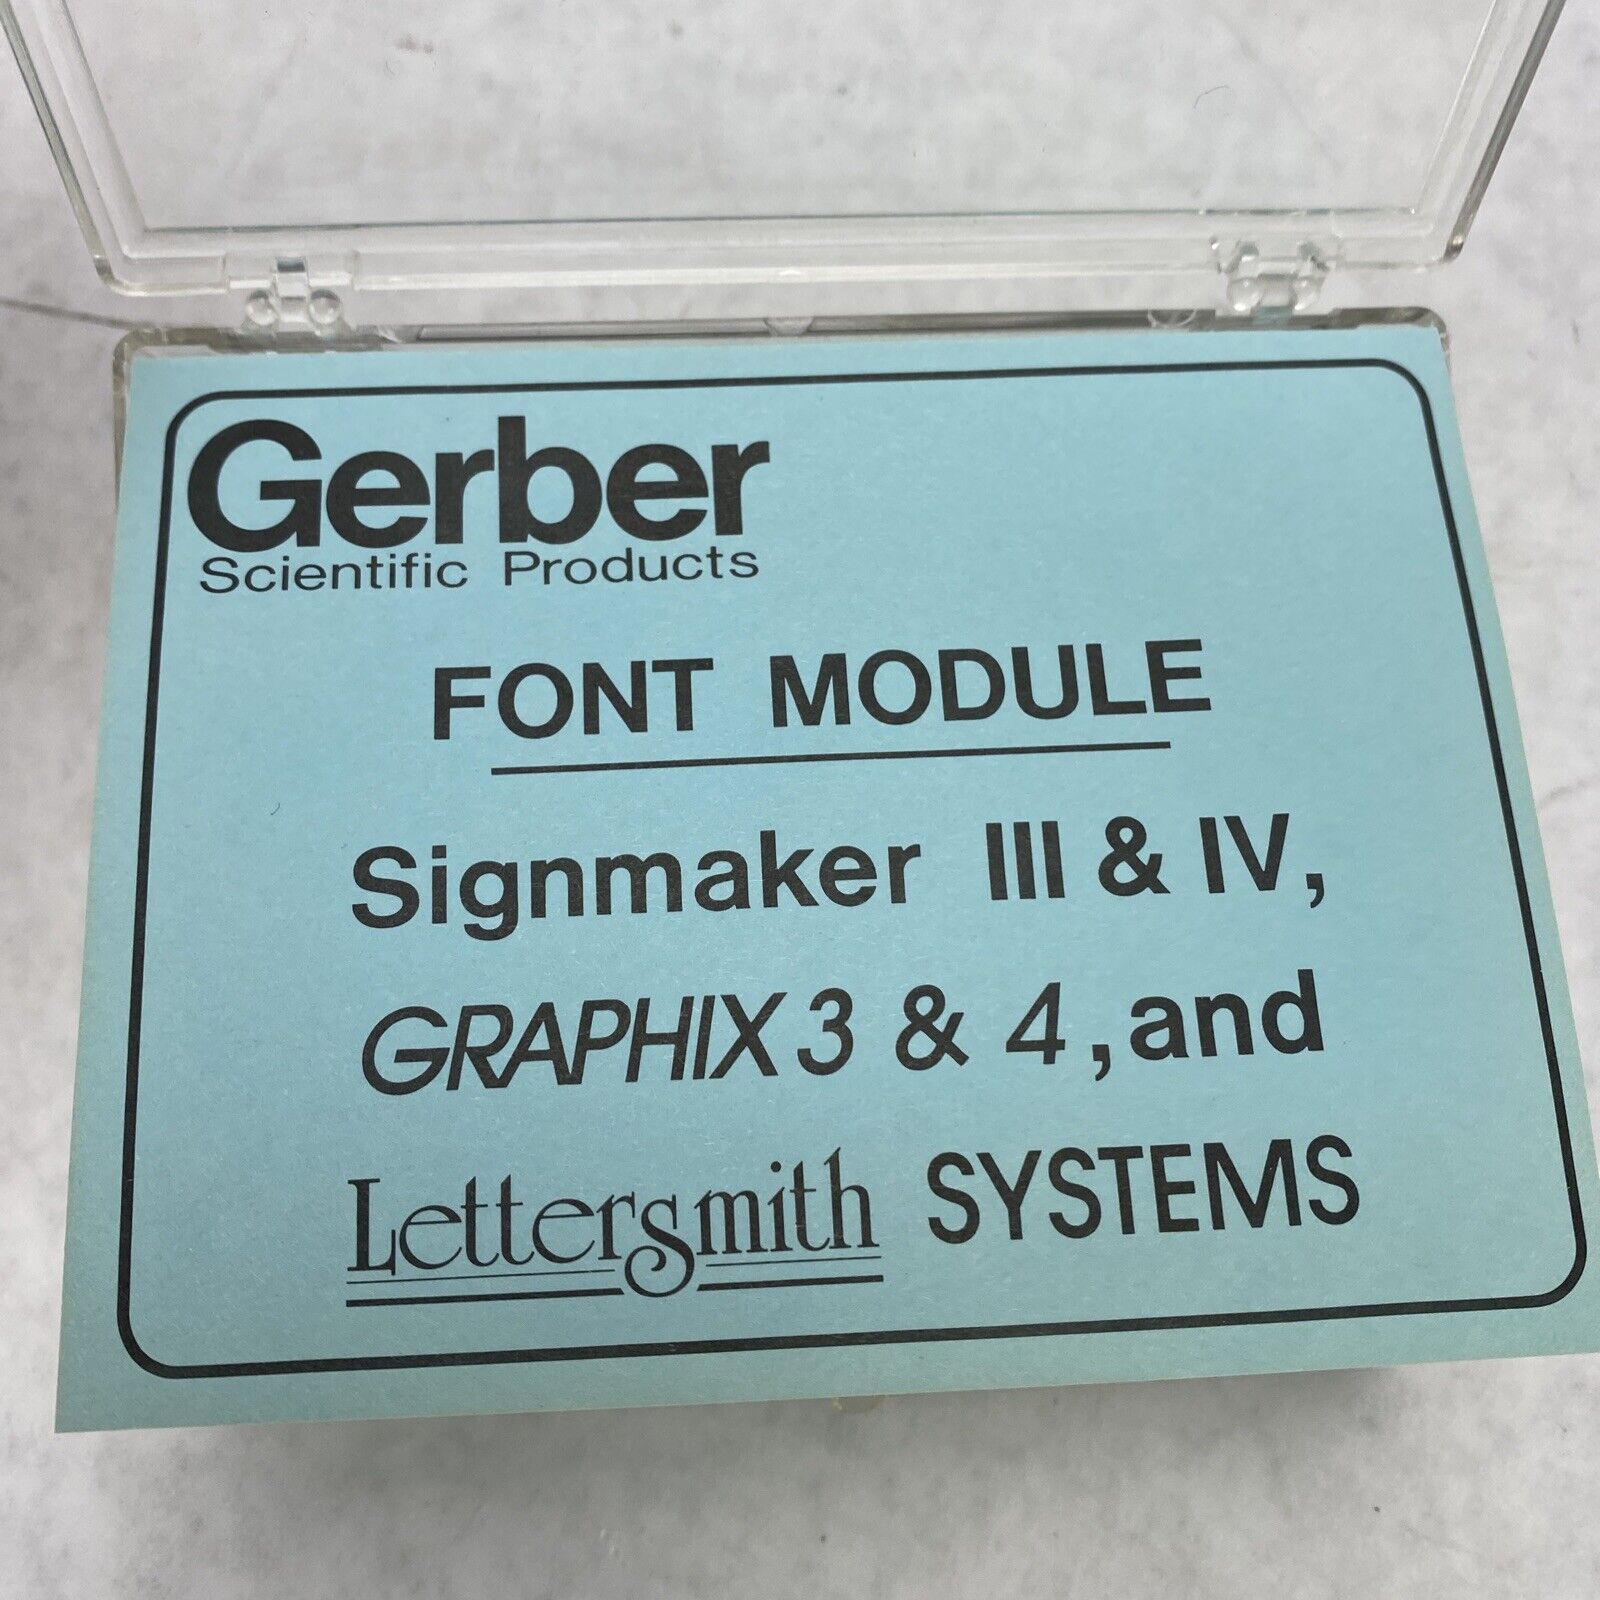 Gerber
Scientific Products
FONT MODULE
Signmaker III & IV,
GRAPHIX 3 & 4, and
Lettersmith SYSTEMS